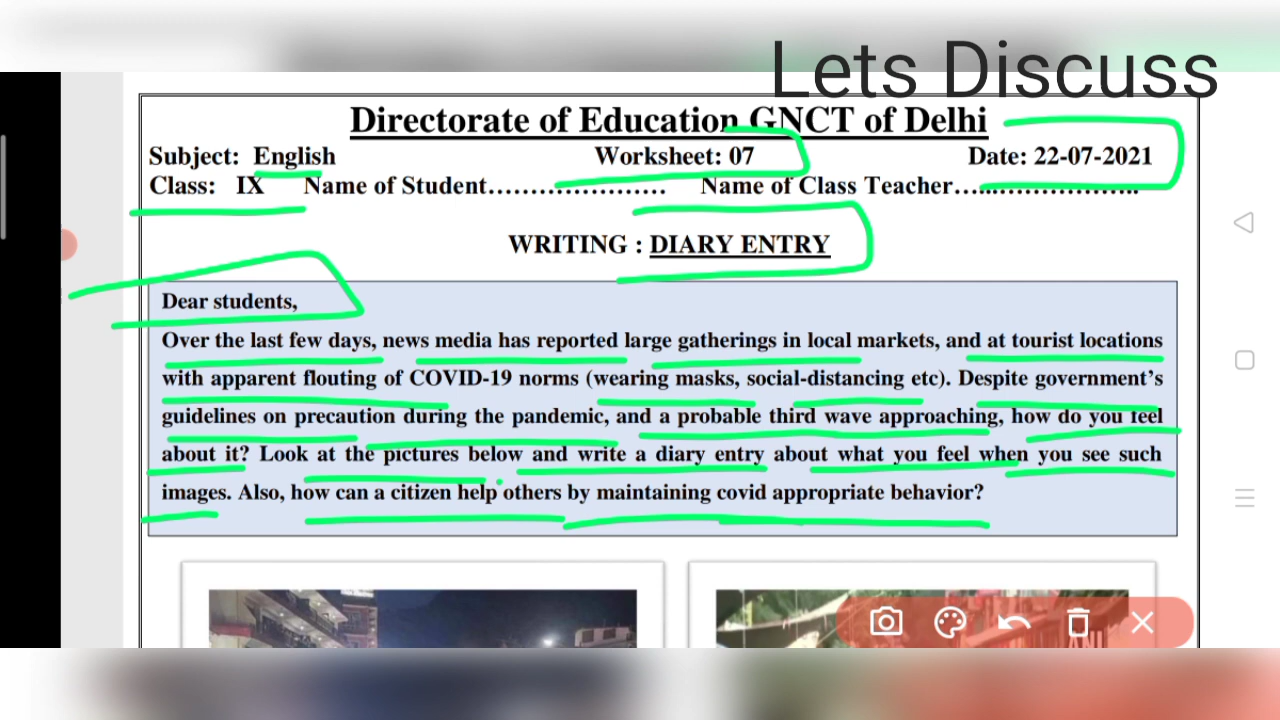 Lets Discuss
Directorate of Education GNCT of Delhi
Subject: English Worksheet: 07 Date: 22-07-2021
Class: IX Name of Student...................... Name of Class Teacher........................
WRITING : DIARY ENTRY
Dear students,
Over the last few days, news media has reported large gatherings in local markets, and at tourist locations
with apparent flouting of COVID-19 norms (wearing masks, social-distancing etc). Despite government's
guidelines on precaution during the pandemic, and a probable third wave approaching, how do you feel
about it? Look at the pictures below and write a diary entry about what you feel when you see such
images. Also, how can a citizen help others by maintaining covid appropriate behavior?